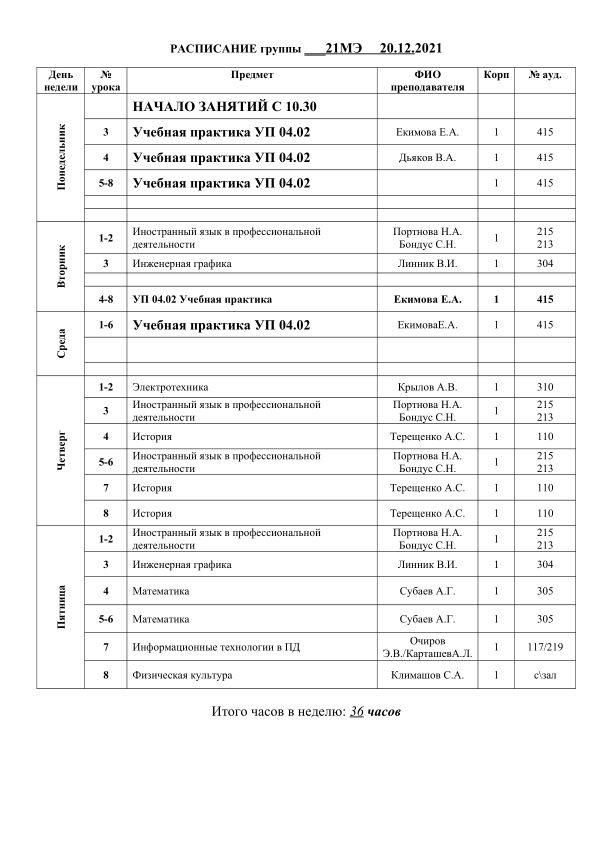 РАСПИСАНИЕ группы ___21МЭ 20.12.2021
День недели № урока Предмет ФИО преподавателя Корп № ауд.
Понедельник
НАЧАЛО ЗАНЯТИЙ С 10.30
3 Учебная практика УП 04.02 Екимова Е.А. 1 415
4 Учебная практика УП 04.02 Дьяков В.А. 1 415
5-8 Учебная практика УП 04.02 1 415
Вторник
1-2 Иностранный язык в профессиональной деятельности Портнова Н.А. Бондус С.Н. 1 215 213
3 Инженерная графика Линник В.И. 1 304
4-8 УП 04.02 Учебная практика Екимова Е.А. 1 415
Среда
1-6 Учебная практика УП 04.02 ЕкимоваЕ.А. 1 415
Четверг
1-2 Электротехника Крылов А.В. 1 310
3 Иностранный язык в профессиональной деятельности Портнова Н.А. Бондус С.Н. 1 215 213
4 История Терещенко А.С. 1 110
5-6 Иностранный язык в профессиональной деятельности Портнова Н.А. Бондус С.Н. 1 215 213
7 История Терещенко А.С. 1 110
8 История Терещенко А.С. 1 110
Пятница
1-2 Иностранный язык в профессиональной деятельности Портнова Н.А. Бондус С.Н. 1 215 213
3 Инженерная графика Линник В.И. 1 304
4 Математика Субаев А.Г. 1 305
5-6 Математика Субаев А.Г. 1 305
7 Информационные технологии в ПД Очиров Э.В./КарташевА.Л. 1 117/219
8 Физическая культура Климашов С.А. 1 с\зал
Итого часов в неделю: 36 часов